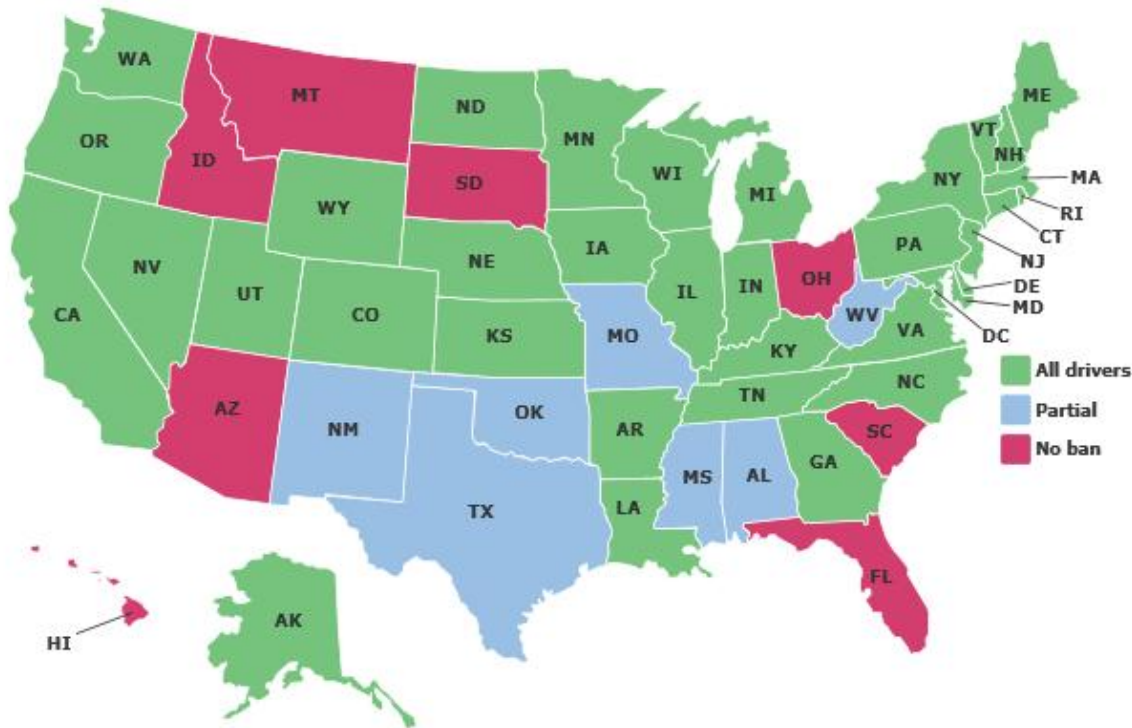 WA
MT
ND
MN
ME
OR
ID
SD
WI
MI
VT
NH
NY
MA
RI
CT
WY
IA
NE
PA
NJ
NV
UT
CO
IL
IN
OH
DE
MD
DC
CA
KS
MO
WV
VA
KY
All drivers
NC
TN
Partial
AZ
NM
OK
AR
SC
No ban
MS
AL
GA
TX
LA
FL
AK
HI